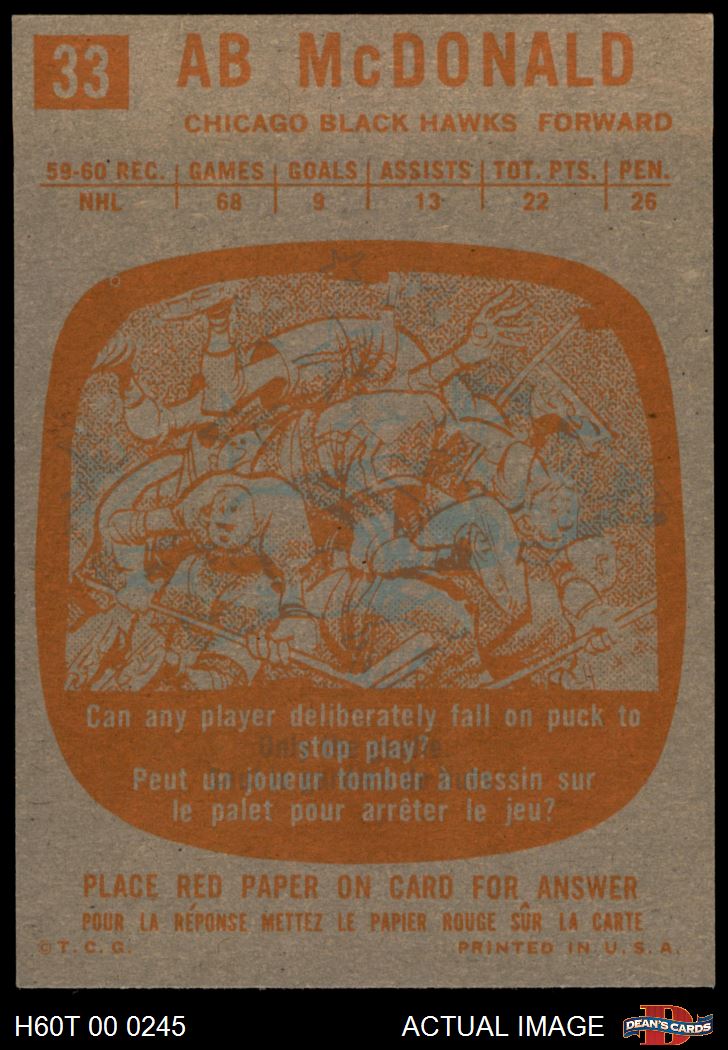 33
AB McDONALD
CHICAGO BLACK HAWKS FORWARD
59-60 REC. GAMES GOALS ASSISTS TOT. PTS. PEN.
NHL 68 9 13 22 26
Can any player deliberately fall on puck to
stop play?
Peut un joueur tomber à dessin sur
le palet pour arrêter le jeu?
PLACE RED PAPER ON CARD FOR ANSWER
POUR LA RÉPONSE METTEZ LE PAPIER ROUGE SÛR LA CARTE
©T.C.G. PRINTED IN U.S.A.
H60T 00 0245 ACTUAL IMAGE DEAN'S CARDS